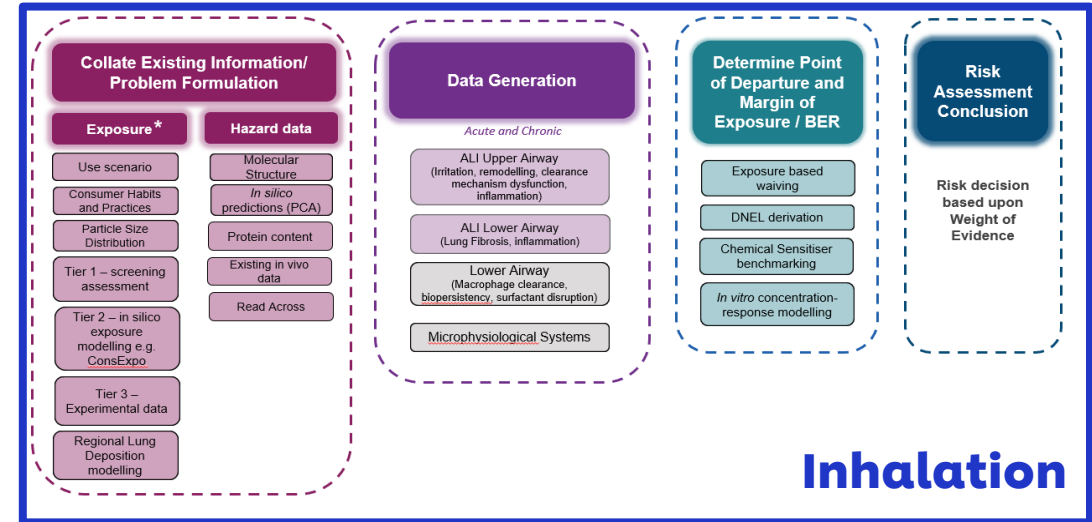 Collate Existing Information/
Problem Formulation
Exposure*
Use scenario
Consumer Habits
and Practices
Particle Size
Distribution
Tier 1 – screening
assessment
Tier 2 – in silico
exposure
modelling e.g.
ConsExpo
Tier 3 –
Experimental data
Regional Lung
Deposition
modelling
Hazard data
Molecular
Structure
In silico
predictions (PCA)
Protein content
Existing in vivo
data
Read Across
Data Generation
Acute and Chronic
ALI Upper Airway
(Irritation, remodelling, clearance
mechanism dysfunction,
inflammation)
ALI Lower Airway
(Lung Fibrosis, inflammation)
Lower Airway
(Macrophage clearance,
biopersistency, surfactant disruption)
Microphysiological Systems
Determine Point
of Departure and
Margin of
Exposure / BER
Exposure based
waiving
DNEL derivation
Chemical Sensitiser
benchmarking
In vitro concentration-
response modelling
Risk
Assessment
Conclusion
Risk decision
based upon
Weight of
Evidence
Inhalation